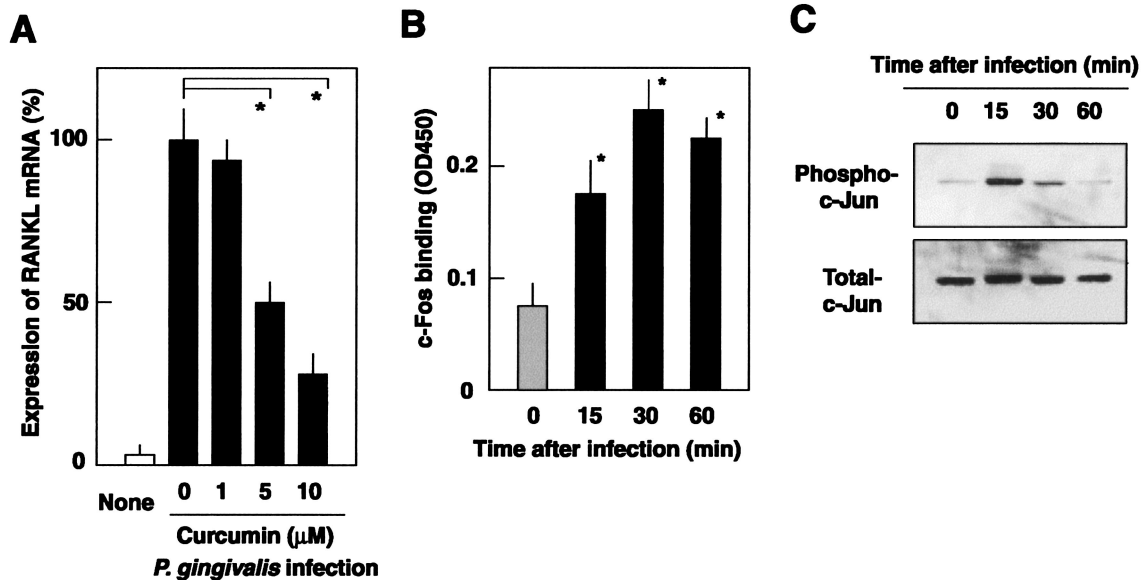 A
Expression of RANKL mRNA (%)
100
50
0
*
*
None
0 1 5 10
Curcumin (μM)
P. gingivalis infection
B
c-Fos binding (OD450)
0.2
0.1
0
*
*
*
0 15 30 60
Time after infection (min)
C
Time after infection (min)
0 15 30 60
Phospho-
c-Jun
Total-
c-Jun